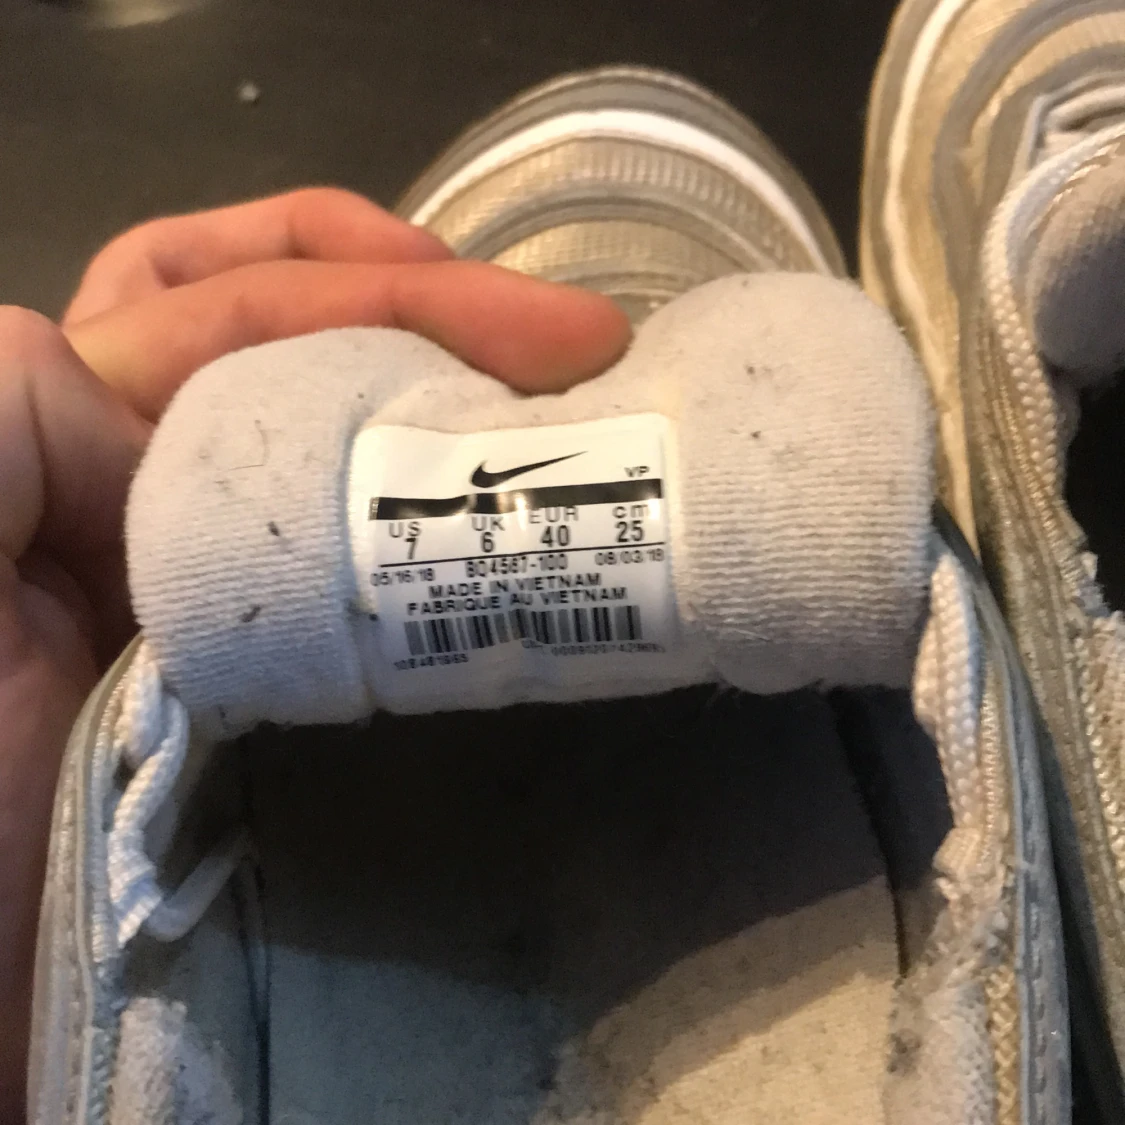 VP
US UK EUR cm
7 6 40 25
05/16/18 BQ4567-100 08/03/18
MADE IN VIETNAM
FABRIQUE AU VIETNAM